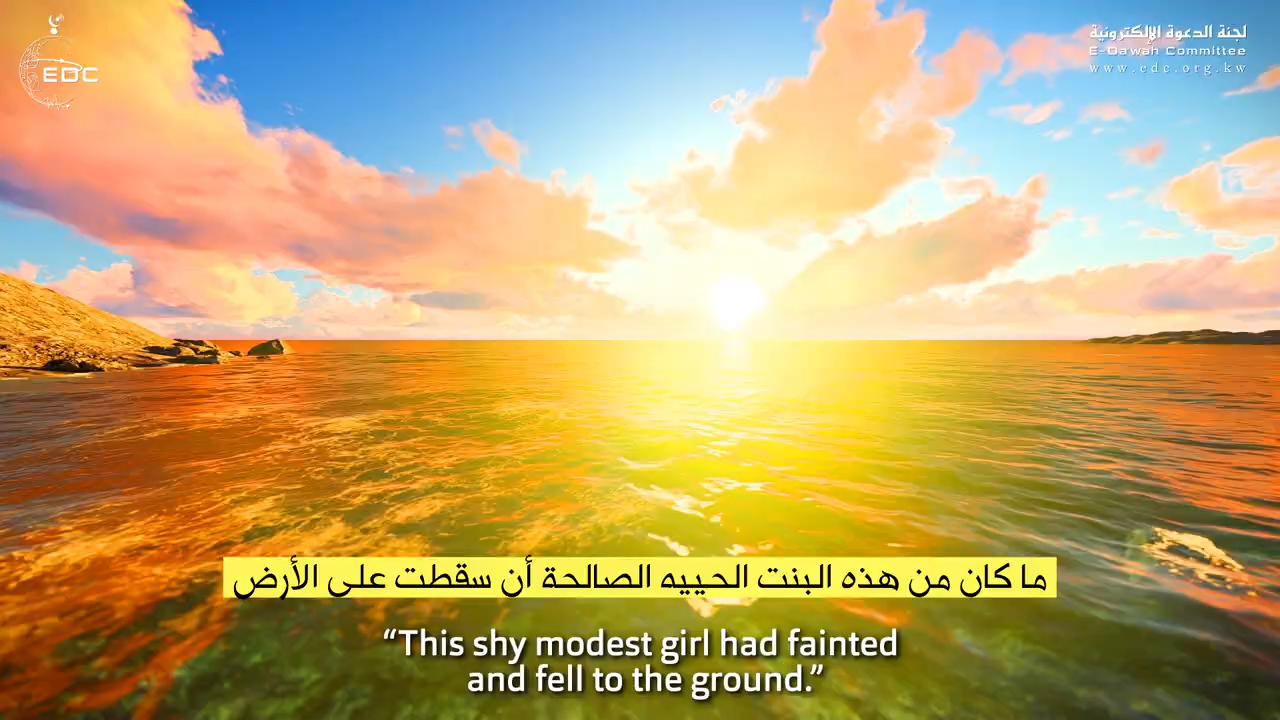 EDC
لجنة الدعوة الإلكترونية
E-Dawah Committee
www.edc.org.kw
ما كان من هذه البنت الحييه الصالحة أن سقطت على الأرض
“This shy modest girl had fainted
and fell to the ground.”